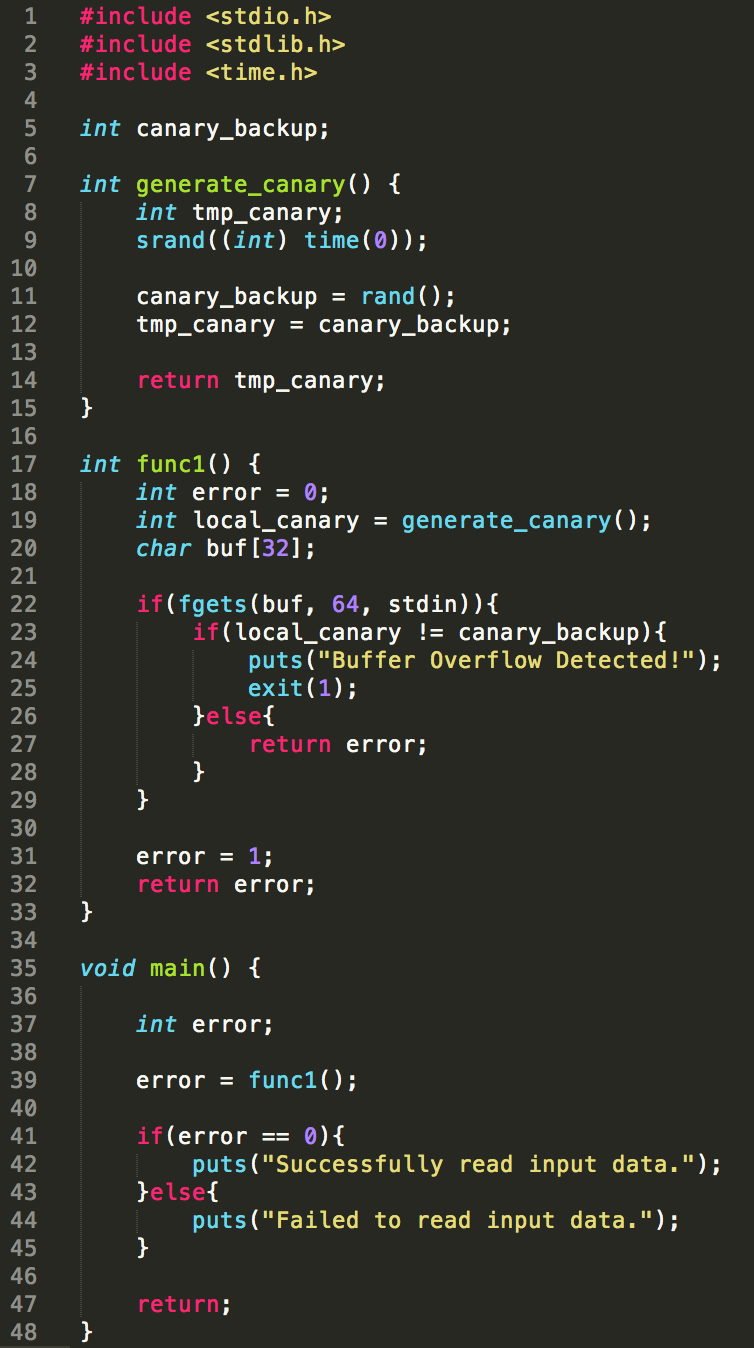 1 #include <stdio.h>
2 #include <stdlib.h>
3 #include <time.h>
4
5 int canary_backup;
6
7 int generate_canary() {
8     int tmp_canary;
9     srand((int) time(0));
10
11     canary_backup = rand();
12     tmp_canary = canary_backup;
13
14     return tmp_canary;
15 }
16
17 int func1() {
18     int error = 0;
19     int local_canary = generate_canary();
20     char buf[32];
21
22     if(fgets(buf, 64, stdin)){
23         if(local_canary != canary_backup){
24             puts("Buffer Overflow Detected!");
25             exit(1);
26         }else{
27             return error;
28         }
29     }
30
31     error = 1;
32     return error;
33 }
34
35 void main() {
36
37     int error;
38
39     error = func1();
40
41     if(error == 0){
42         puts("Successfully read input data.");
43     }else{
44         puts("Failed to read input data.");
45     }
46
47     return;
48 }